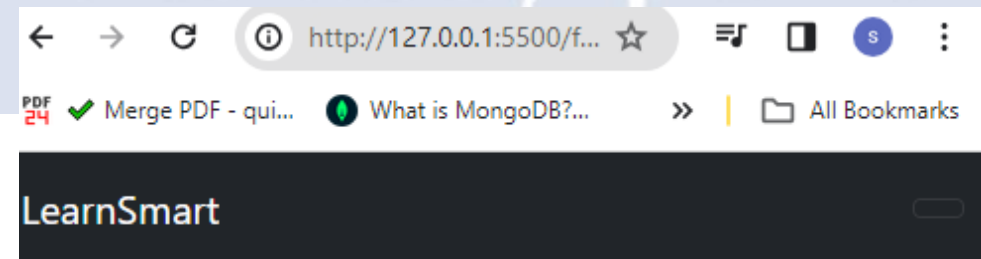 http://127.0.0.1:5500/f... S
PDF 24 Merge PDF - qui... What is MongoDB?... » All Bookmarks
LearnSmart